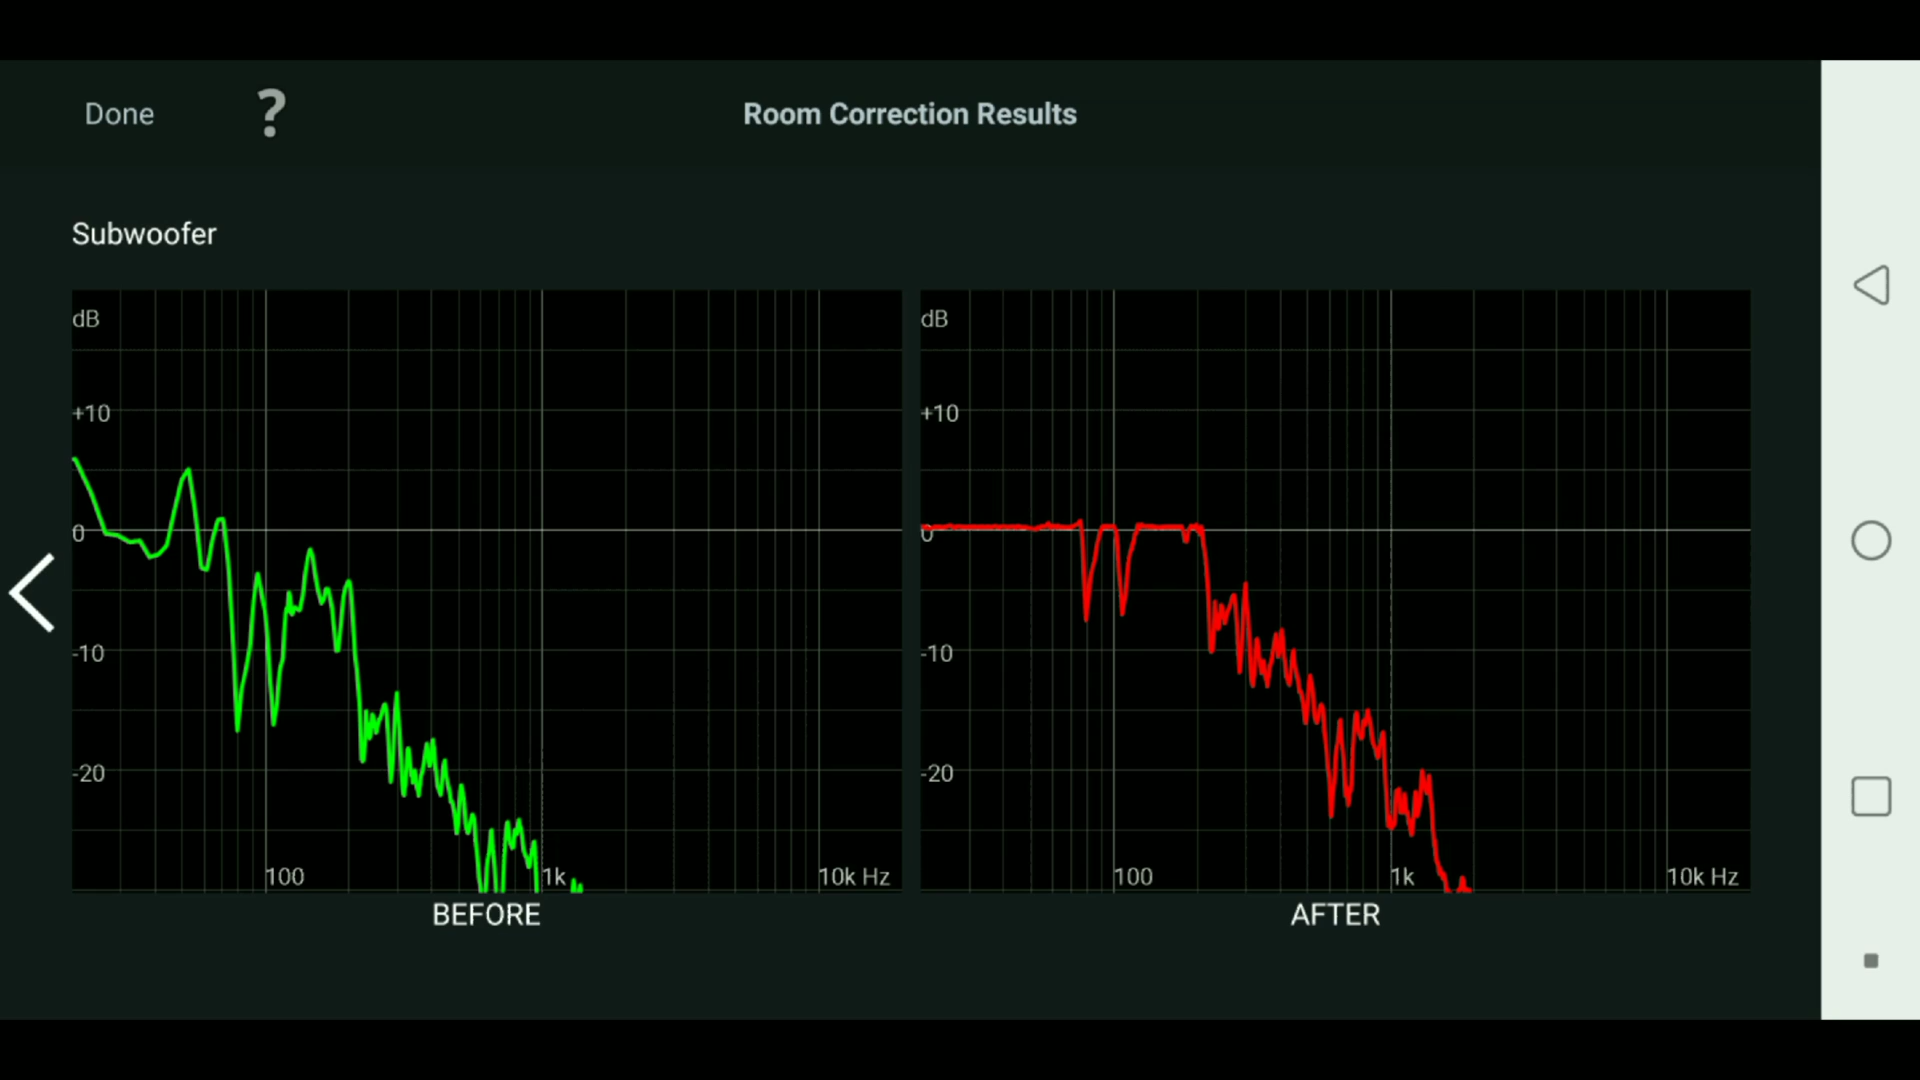 Done
?
Room Correction Results
Subwoofer
dB
+10
0
-10
-20
100
1k
10k Hz
BEFORE
dB
+10
0
-10
-20
100
1k
10k Hz
AFTER